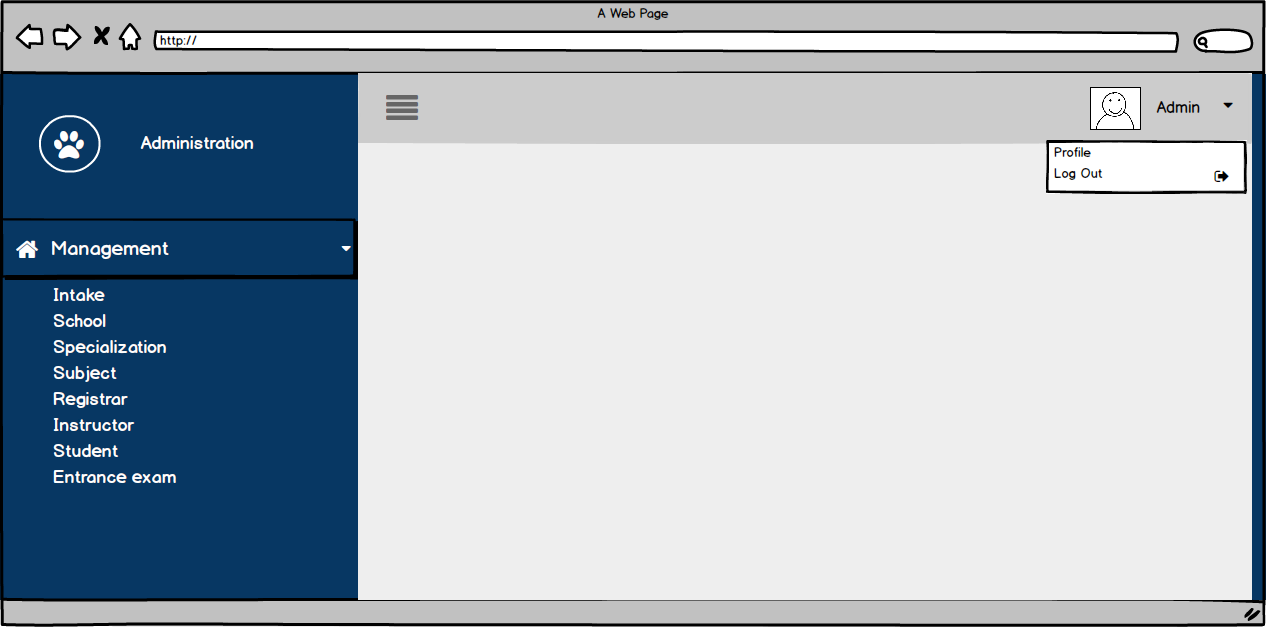 A Web Page
http://
Administration
Admin
Profile
Log Out
Management
Intake
School
Specialization
Subject
Registrar
Instructor
Student
Entrance exam